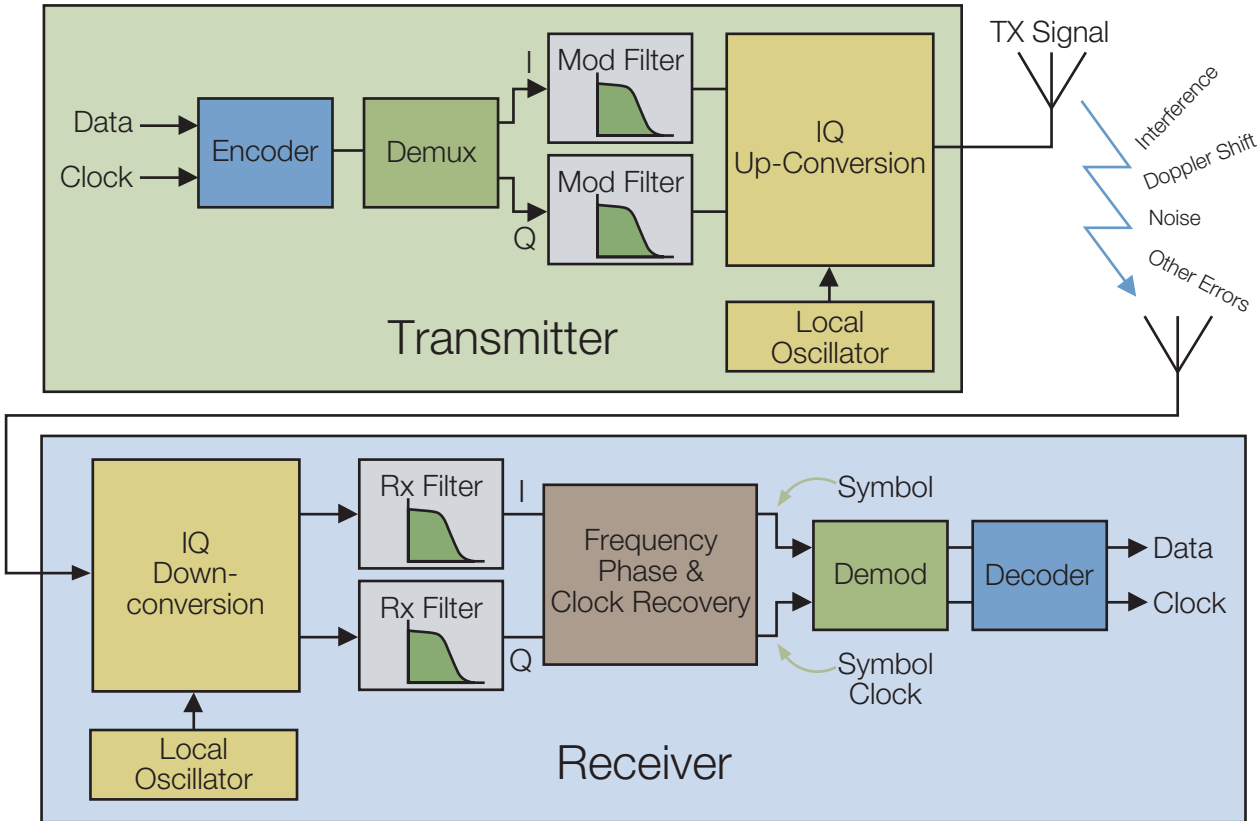 TX Signal
Data
Clock
Encoder
Demux
I
Q
Mod Filter
Mod Filter
IQ
Up-Conversion
Local
Oscillator
Transmitter
Interference
Doppler Shift
Noise
Other Errors
IQ
Down-
conversion
Local
Oscillator
Rx Filter
Rx Filter
I
Q
Frequency
Phase &
Clock Recovery
Symbol
Symbol
Clock
Demod
Decoder
Data
Clock
Receiver